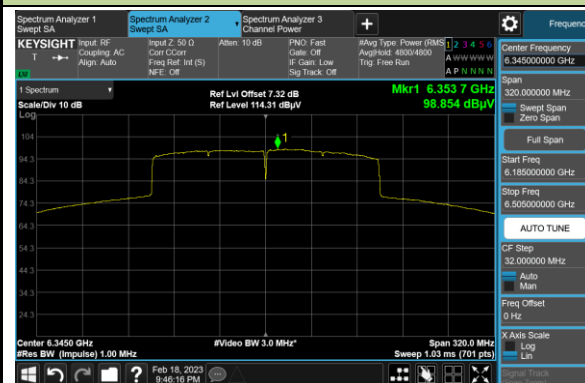 Spectrum Analyzer 1
Swept SA
Spectrum Analyzer 2
Swept SA
Spectrum Analyzer 3
Channel Power
+
Frequency
KEYSIGHT
T
Input: RF
Coupling: AC
Align: Auto
Input Z: 50 Ω
Corr CCorr
Freq Ref: Int (S)
NFE: Off
Atten: 10 dB
PNO: Fast
Gate: Off
IF Gain: Low
Sig Track: Off
#Avg Type: Power (RMS
Avg|Hold: 4800/4800
Trig: Free Run
1 2 3 4 5 6
A W W W W W
A P N N N N
1 Spectrum
Scale/Div 10 dB
Log
Ref Lvl Offset 7.32 dB
Ref Level 114.31 dBµV
Mkr1 6.353 7 GHz
98.854 dBµV
1
104
94.3
84.3
74.3
64.3
54.3
44.3
34.3
24.3
Center 6.3450 GHz
#Res BW (Impulse) 1.00 MHz
#Video BW 3.0 MHz*
Span 320.0 MHz
Sweep 1.03 ms (701 pts)
Center Frequency
6.345000000 GHz
Span
320.000000 MHz
Swept Span
Zero Span
Full Span
Start Freq
6.185000000 GHz
Stop Freq
6.505000000 GHz
AUTO TUNE
CF Step
32.000000 MHz
Auto
Man
Freq Offset
0 Hz
X Axis Scale
Log
Lin
Signal Track
?
Feb 18, 2023
9:46:16 PM